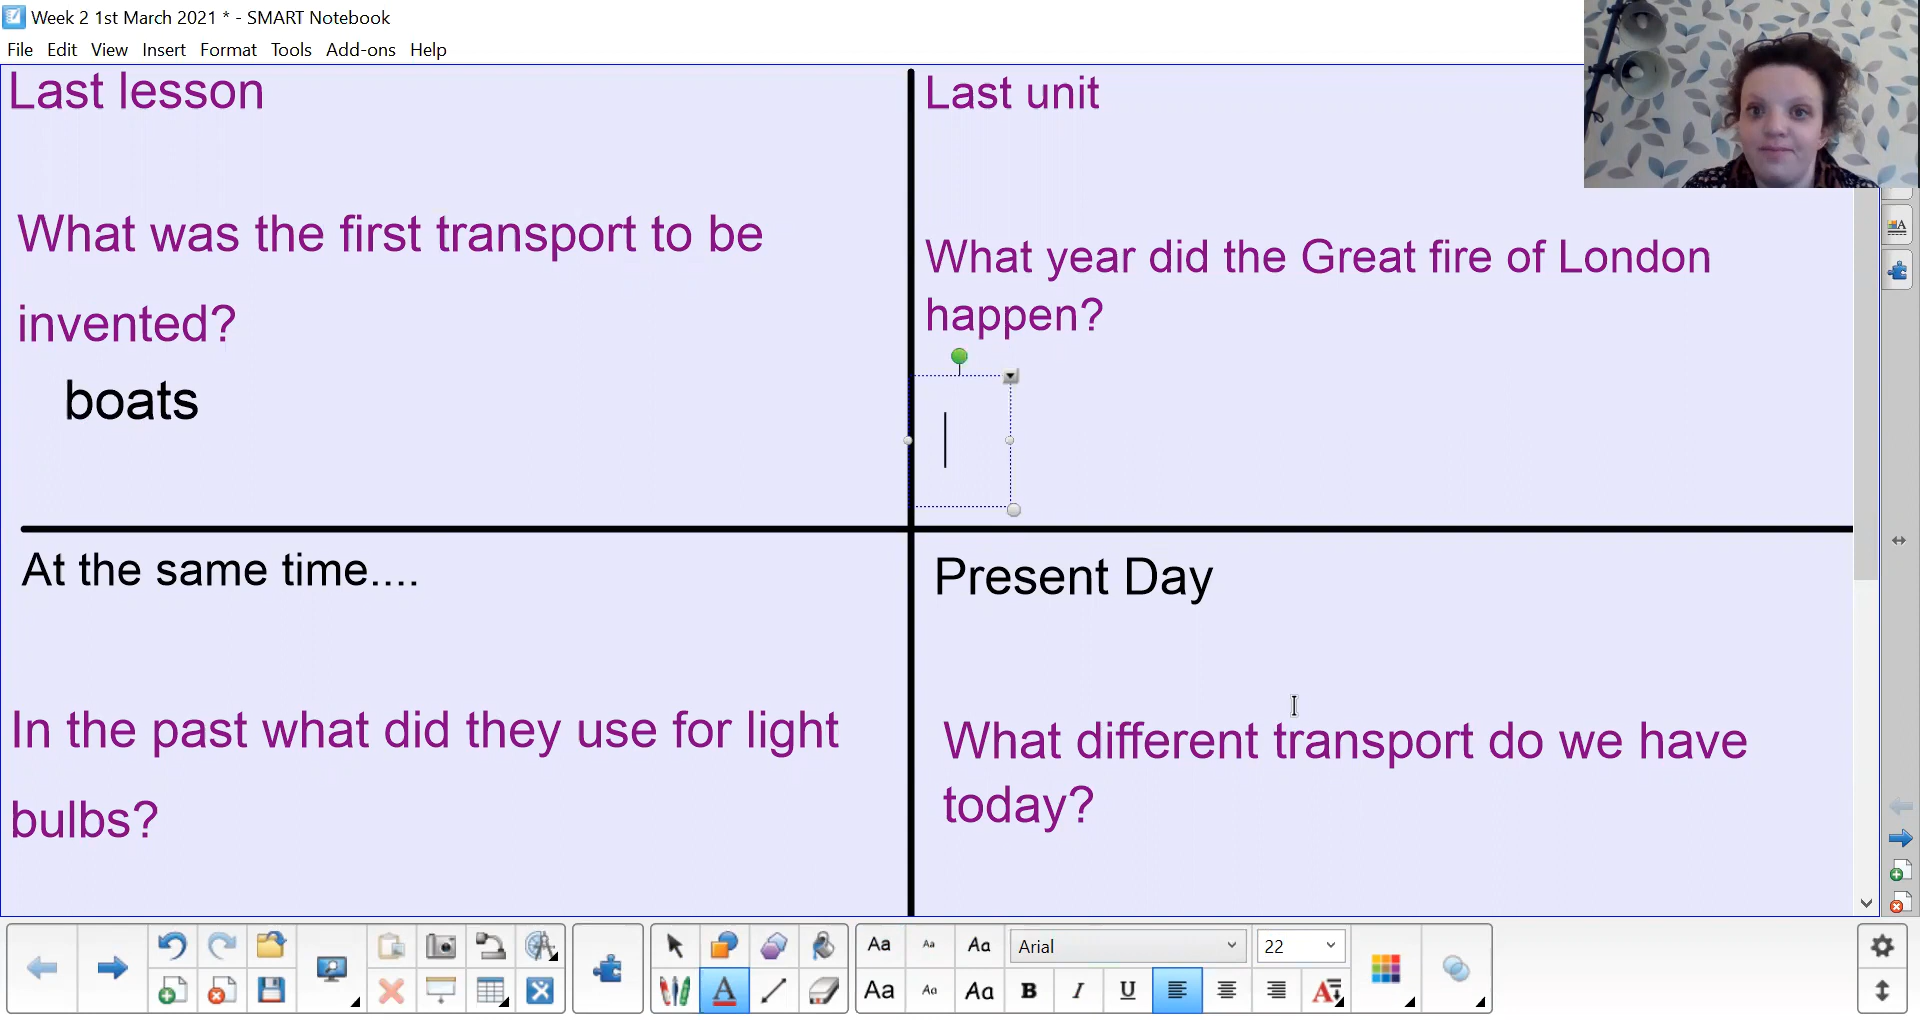 Week 2 1st March 2021 * - SMART Notebook
File Edit View Insert Format Tools Add-ons Help
Last lesson
What was the first transport to be
invented?
boats
Last unit
What year did the Great fire of London
happen?
At the same time....
In the past what did they use for light
bulbs?
Present Day
What different transport do we have
today?
Aa Aa Aa Arial 22
Aa Aa Aa B I U